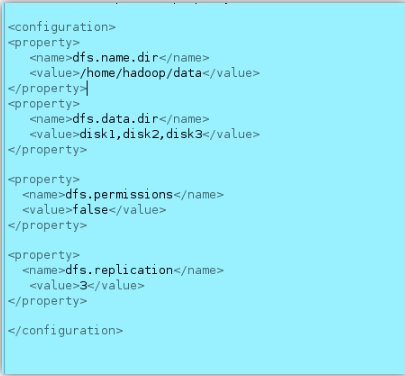 <configuration>
<property>
<name>dfs.name.dir</name>
<value>/home/hadoop/data</value>
</property>
<property>
<name>dfs.data.dir</name>
<value>disk1,disk2,disk3</value>
</property>
<property>
<name>dfs.permissions</name>
<value>false</value>
</property>
<property>
<name>dfs.replication</name>
<value>3</value>
</property>
</configuration>